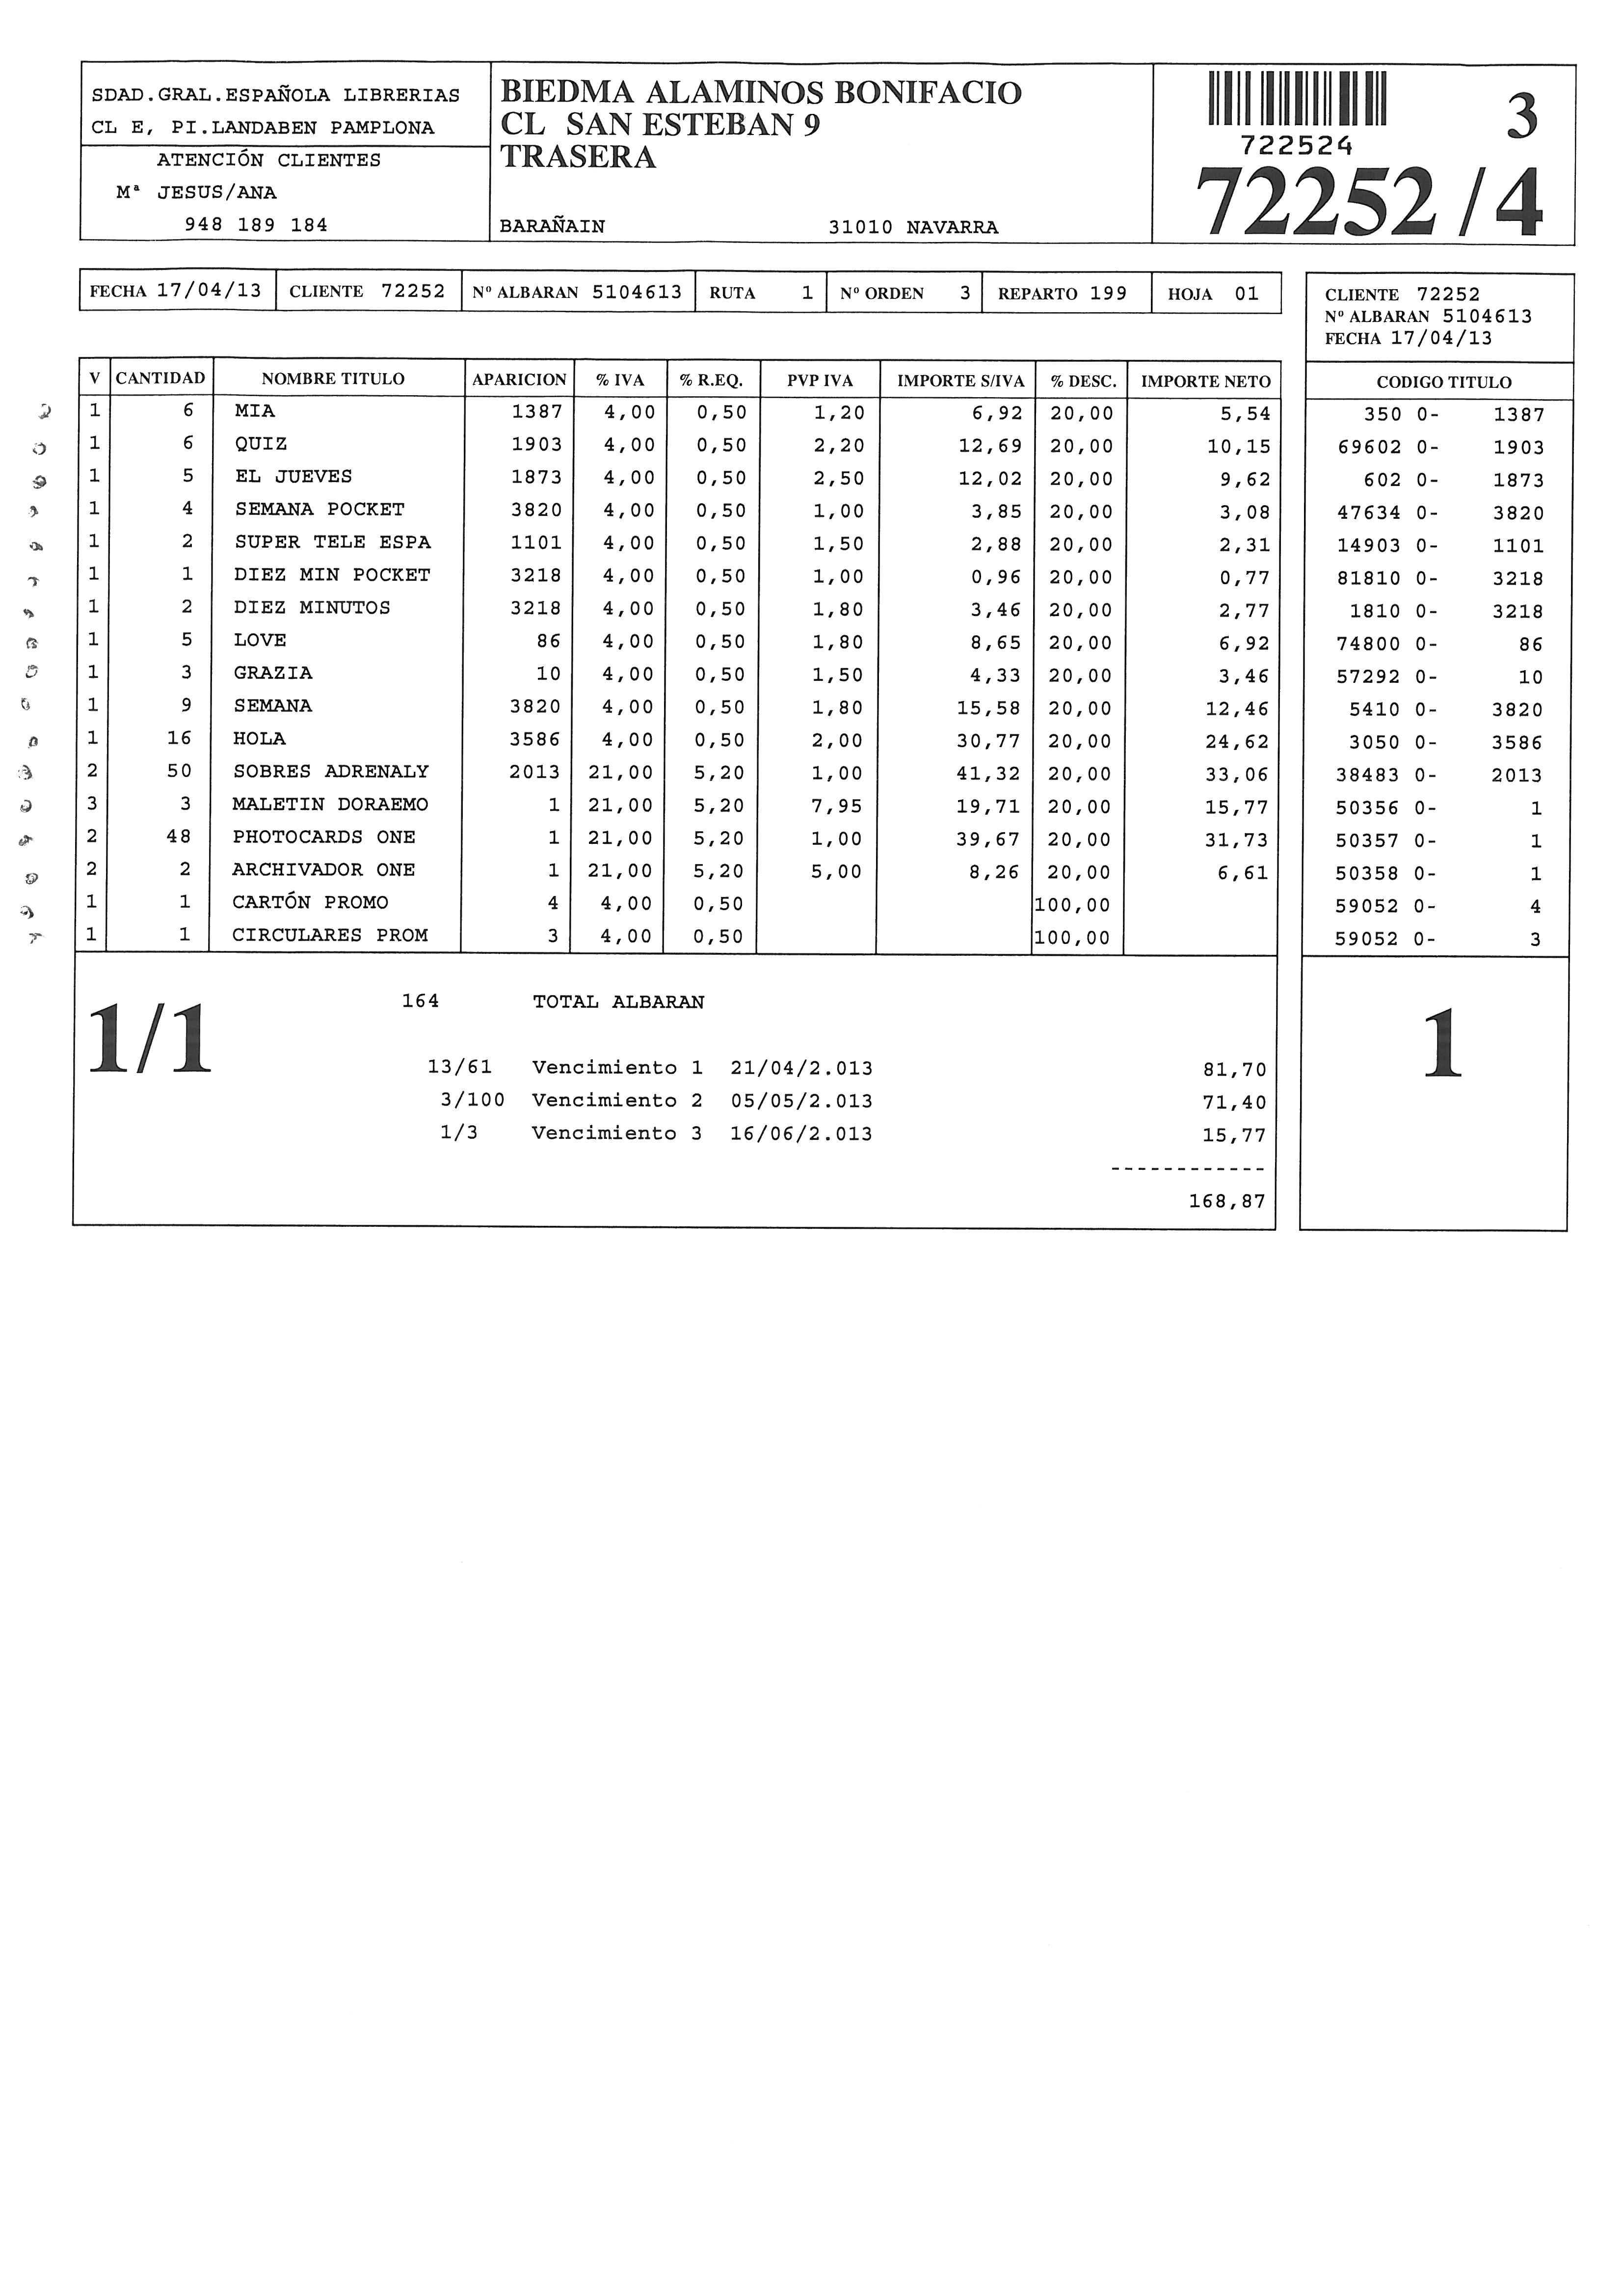 SDAD.GRAL.ESPAÑOLA LIBRERIAS
CL E, PI.LANDABEN PAMPLONA
ATENCIÓN CLIENTES
Mª JESUS/ANA
948 189 184
BIEDMA ALAMINOS BONIFACIO
CL SAN ESTEBAN 9
TRASERA
BARAÑAIN 31010 NAVARRA
722524
3
72252 / 4
FECHA 17/04/13 CLIENTE 72252 Nº ALBARAN 5104613 RUTA 1 Nº ORDEN 3 REPARTO 199 HOJA 01
CLIENTE 72252
Nº ALBARAN 5104613
FECHA 17/04/13
V CANTIDAD NOMBRE TITULO APARICION % IVA % R.EQ. PVP IVA IMPORTE S/IVA % DESC. IMPORTE NETO CODIGO TITULO
1 6 MIA 1387 4,00 0,50 1,20 6,92 20,00 5,54 350 0- 1387
1 6 QUIZ 1903 4,00 0,50 2,20 12,69 20,00 10,15 69602 0- 1903
1 5 EL JUEVES 1873 4,00 0,50 2,50 12,02 20,00 9,62 602 0- 1873
1 4 SEMANA POCKET 3820 4,00 0,50 1,00 3,85 20,00 3,08 47634 0- 3820
1 2 SUPER TELE ESPA 1101 4,00 0,50 1,50 2,88 20,00 2,31 14903 0- 1101
1 1 DIEZ MIN POCKET 3218 4,00 0,50 1,00 0,96 20,00 0,77 81810 0- 3218
1 2 DIEZ MINUTOS 3218 4,00 0,50 1,80 3,46 20,00 2,77 1810 0- 3218
1 5 LOVE 86 4,00 0,50 1,80 8,65 20,00 6,92 74800 0- 86
1 3 GRAZIA 10 4,00 0,50 1,50 4,33 20,00 3,46 57292 0- 10
1 9 SEMANA 3820 4,00 0,50 1,80 15,58 20,00 12,46 5410 0- 3820
1 16 HOLA 3586 4,00 0,50 2,00 30,77 20,00 24,62 3050 0- 3586
2 50 SOBRES ADRENALY 2013 21,00 5,20 1,00 41,32 20,00 33,06 38483 0- 2013
3 3 MALETIN DORAEMO 1 21,00 5,20 7,95 19,71 20,00 15,77 50356 0- 1
2 48 PHOTOCARDS ONE 1 21,00 5,20 1,00 39,67 20,00 31,73 50357 0- 1
2 2 ARCHIVADOR ONE 1 21,00 5,20 5,00 8,26 20,00 6,61 50358 0- 1
1 1 CARTÓN PROMO 4 4,00 0,50 100,00 59052 0- 4
1 1 CIRCULARES PROM 3 4,00 0,50 100,00 59052 0- 3
1/1
164 TOTAL ALBARAN
1
13/61 Vencimiento 1 21/04/2.013 81,70
3/100 Vencimiento 2 05/05/2.013 71,40
1/3 Vencimiento 3 16/06/2.013 15,77
------------
168,87